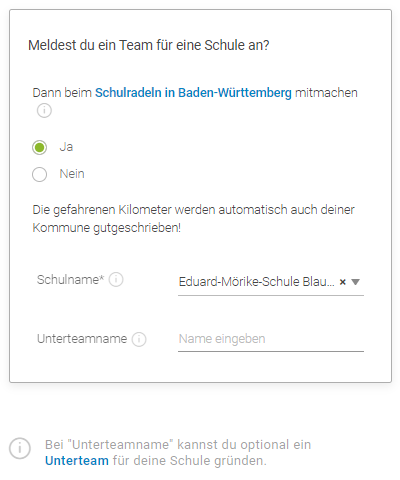 Meldest du ein Team für eine Schule an?
Dann beim Schulradeln in Baden-Württemberg mitmachen
Ja
Nein
Die gefahrenen Kilometer werden automatisch auch deiner
Kommune gutgeschrieben!
Schulname*
Eduard-Mörike-Schule Blau... ×
Unterteamname
Name eingeben
Bei "Unterteamname" kannst du optional ein
Unterteam für deine Schule gründen.